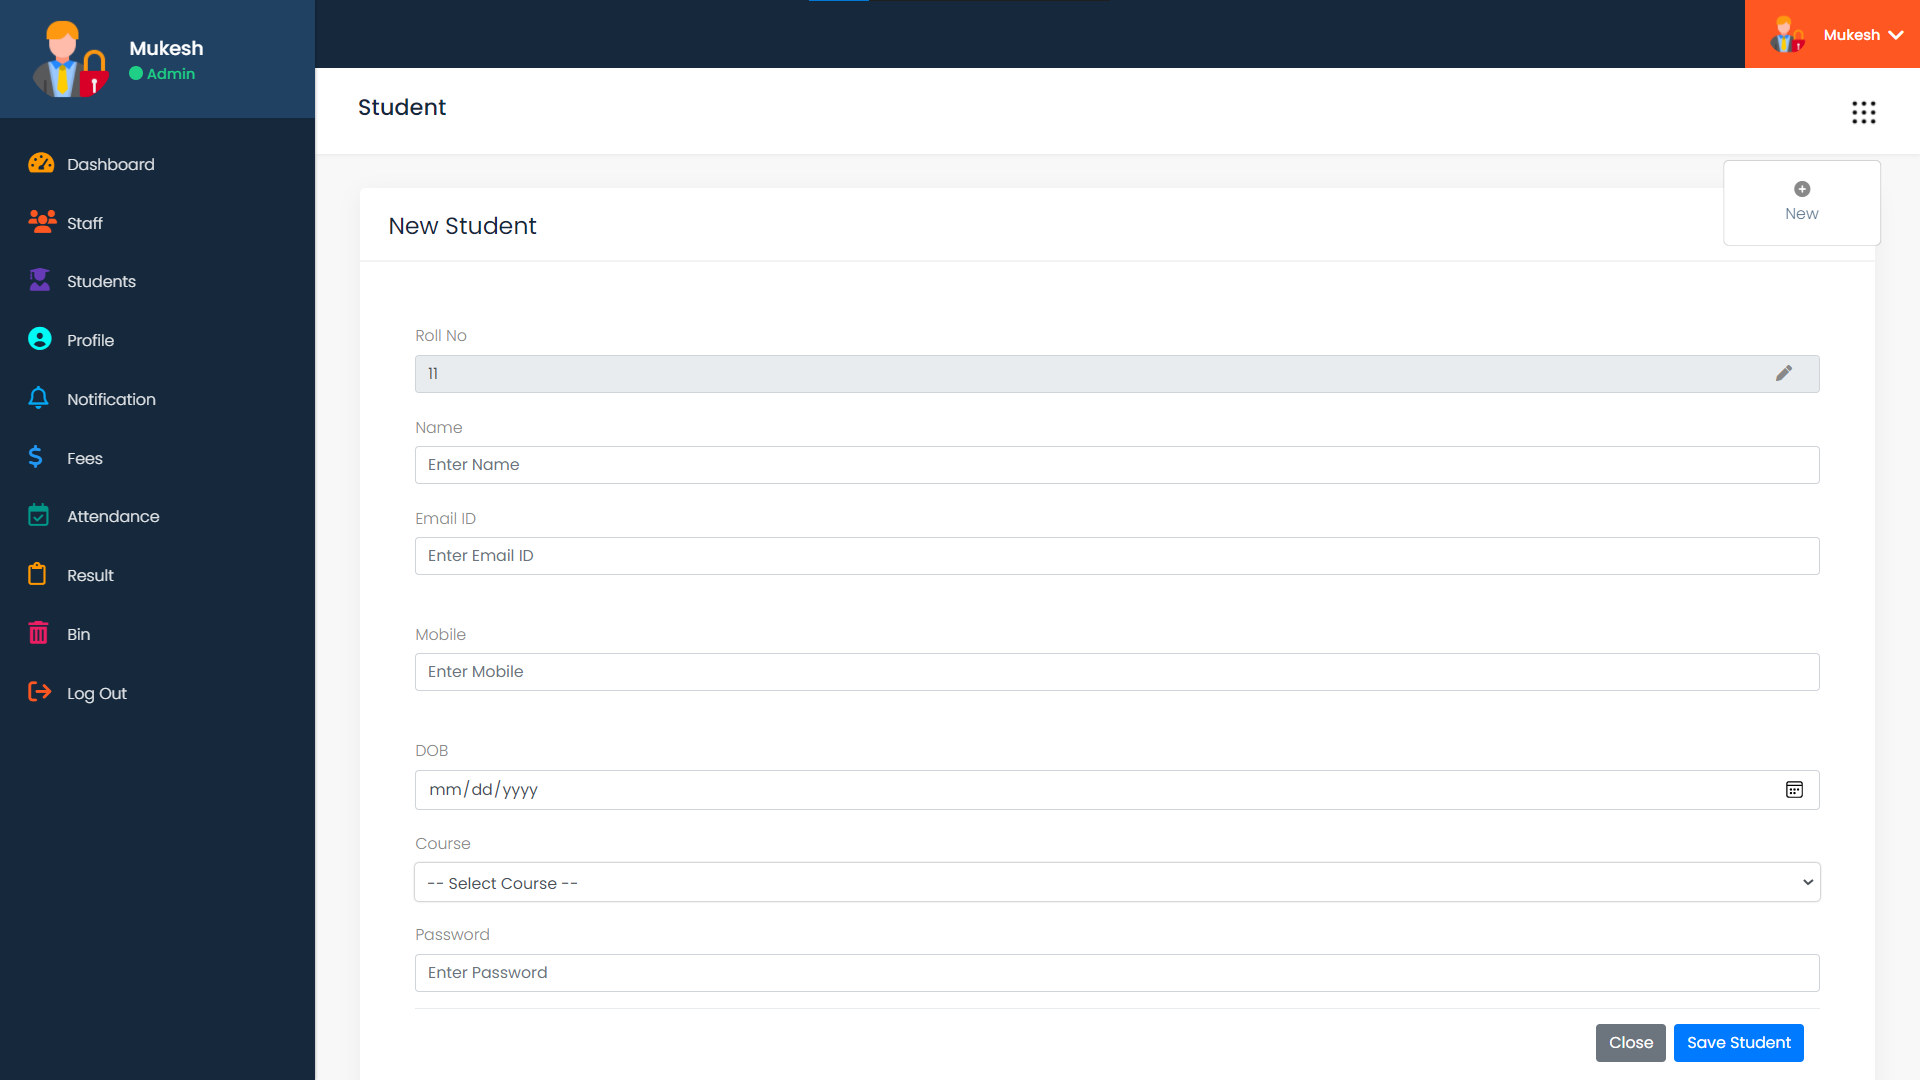 Mukesh
Admin
Mukesh
Dashboard
Staff
Students
Profile
Notification
Fees
Attendance
Result
Bin
Log Out
Student
New
New Student
Roll No
11
Name
Enter Name
Email ID
Enter Email ID
Mobile
Enter Mobile
DOB
mm/dd/yyyy
Course
-- Select Course --
Password
Enter Password
Close
Save Student